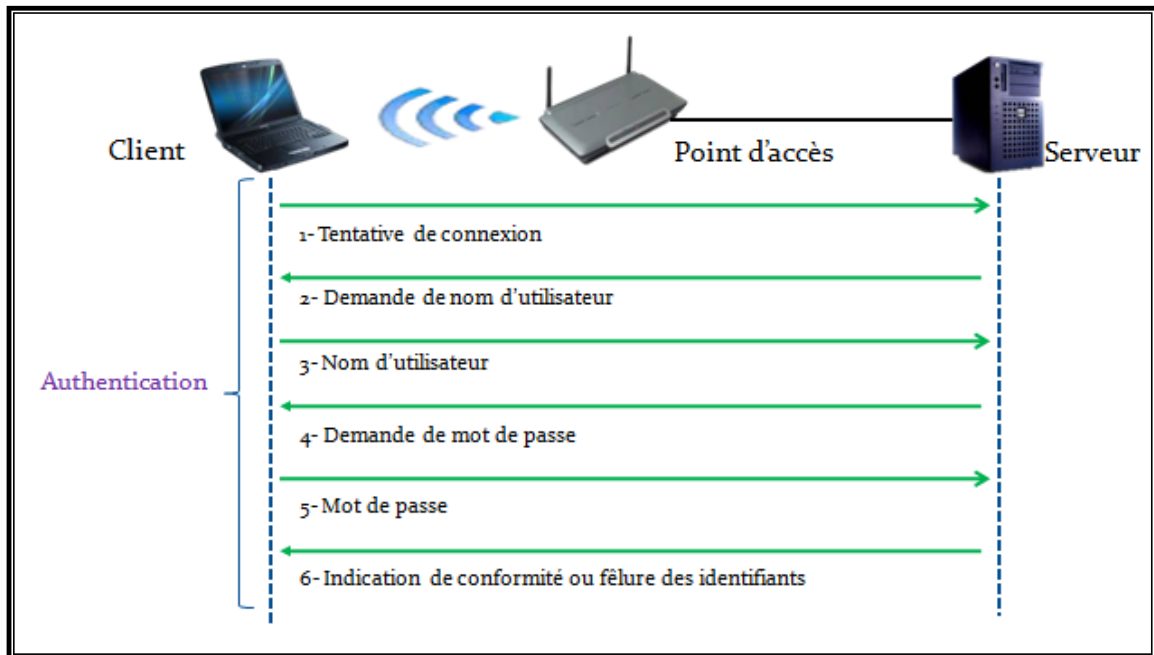 Client
Point d'accès
Serveur
1- Tentative de connexion
2- Demande de nom d'utilisateur
3- Nom d'utilisateur
Authentication
4- Demande de mot de passe
5- Mot de passe
6- Indication de conformité ou fêlure des identifiants